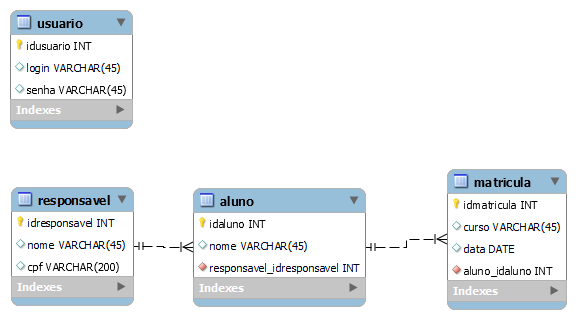 usuario
idusuario INT
login VARCHAR(45)
senha VARCHAR(45)
Indexes
responsavel
idresponsavel INT
nome VARCHAR(45)
cpf VARCHAR(200)
Indexes
aluno
idaluno INT
nome VARCHAR(45)
responsavel_idresponsavel INT
Indexes
matricula
idmatricula INT
curso VARCHAR(45)
data DATE
aluno_idaluno INT
Indexes